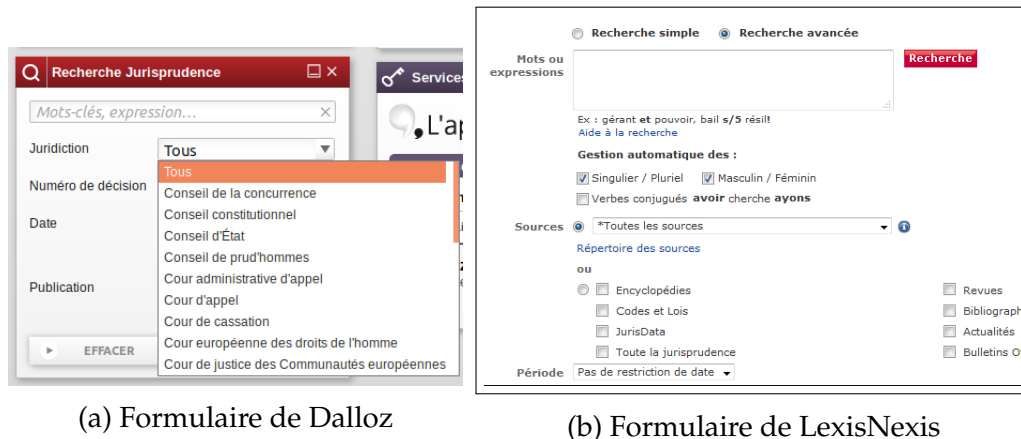 Recherche Jurisprudence
Mots-clés, expression...
Juridiction
Tous
Tous
Numéro de décision
Conseil de la concurrence
Conseil constitutionnel
Date
Conseil d'État
Conseil de prud'hommes
Cour administrative d'appel
Publication
Cour d'appel
Cour de cassation
EFFACER
Cour européenne des droits de l'homme
Cour de justice des Communautés européennes
Services
L'ap
(a) Formulaire de Dalloz
Recherche simple Recherche avancée
Mots ou
expressions
Recherche
Ex : gérant et pouvoir, bail s/5 résil!
Aide à la recherche
Gestion automatique des :
Singulier / Pluriel Masculin / Féminin
Verbes conjugués avoir cherche ayons
Sources *Toutes les sources
Répertoire des sources
ou
Encyclopédies Revues
Codes et Lois Bibliograph
JurisData Actualités
Toute la jurisprudence Bulletins O
Période Pas de restriction de date
(b) Formulaire de LexisNexis